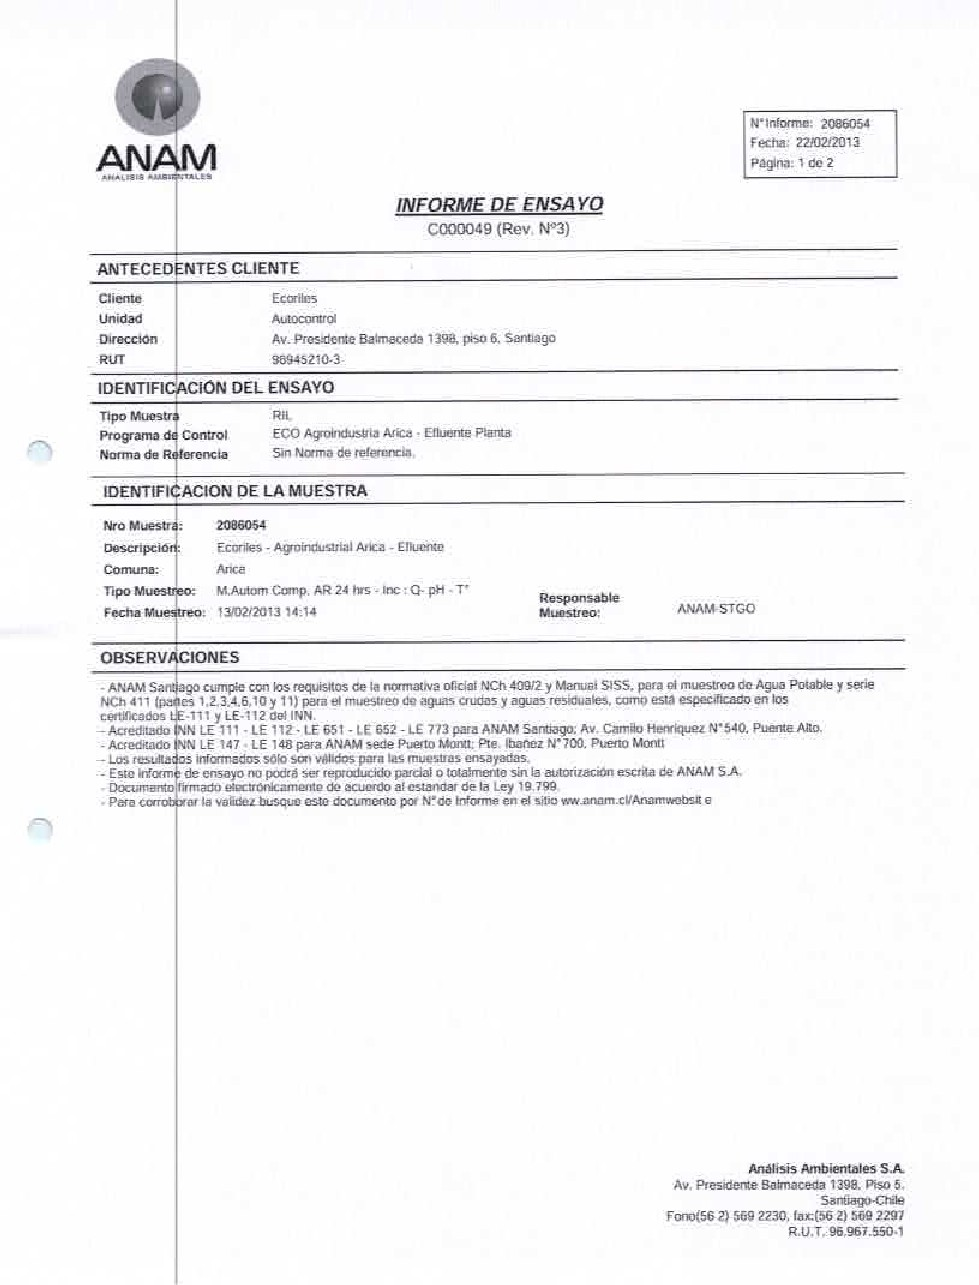 ANAM
ANALISIS AMBIENTALES
N°Informe: 2086054
Fecha: 22/02/2013
Página: 1 de 2
INFORME DE ENSAYO
C000049 (Rev. Nº3)
ANTECEDENTES CLIENTE
Cliente Ecoriles
Unidad Autocontrol
Dirección Av. Presidente Balmaceda 1398, piso 6, Santiago
RUT 96945210-3-
IDENTIFICACIÓN DEL ENSAYO
Tipo Muestra RIL
Programa de Control ECO Agroindustria Arica - Efluente Planta
Norma de Referencia Sin Norma de referencia.
IDENTIFICACION DE LA MUESTRA
Nro Muestra: 2086054
Descripción: Ecoriles - Agroindustrial Arica - Efluente
Comuna: Arica
Tipo Muestreo: M.Autom Comp. AR 24 hrs - Inc : Q- pH - T°
Fecha Muestreo: 13/02/2013 14:14
Responsable
Muestreo: ANAM-STGO
OBSERVACIONES
- ANAM Santiago cumple con los requisitos de la normativa oficial NCh 409/2 y Manual SISS, para el muestreo de Agua Potable y serie
NCh 411 (partes 1,2,3,4,6,10 y 11) para el muestreo de aguas crudas y aguas residuales, como está especificado en los
certificados LE-111 y LE-112 del INN.
- Acreditado INN LE 111 - LE 112 - LE 651 - LE 652 - LE 773 para ANAM Santiago; Av. Camilo Henriquez N°540, Puente Alto.
- Acreditado INN LE 147 - LE 148 para ANAM sede Puerto Montt; Pte. Ibañez N°700, Puerto Montt
- Los resultados informados sólo son válidos para las muestras ensayadas.
- Este informe de ensayo no podrá ser reproducido parcial o totalmente sin la autorización escrita de ANAM S.A.
- Documento firmado electrónicamente de acuerdo al estandar de la Ley 19.799.
- Para corroborar la validez busque este documento por N°de Informe en el sitio ww.anam.cl/Anamwebsit e
Análisis Ambientales S.A.
Av. Presidente Balmaceda 1398, Piso 6.
Santiago-Chile
Fono(56 2) 569 2230, fax:(56 2) 569 2297
R.U.T. 96.967.550-1